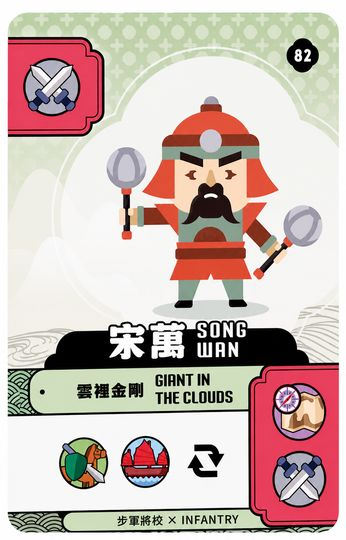 82
宋萬 SONG WAN
雲裡金剛 GIANT IN THE CLOUDS
步軍將校 × INFANTRY